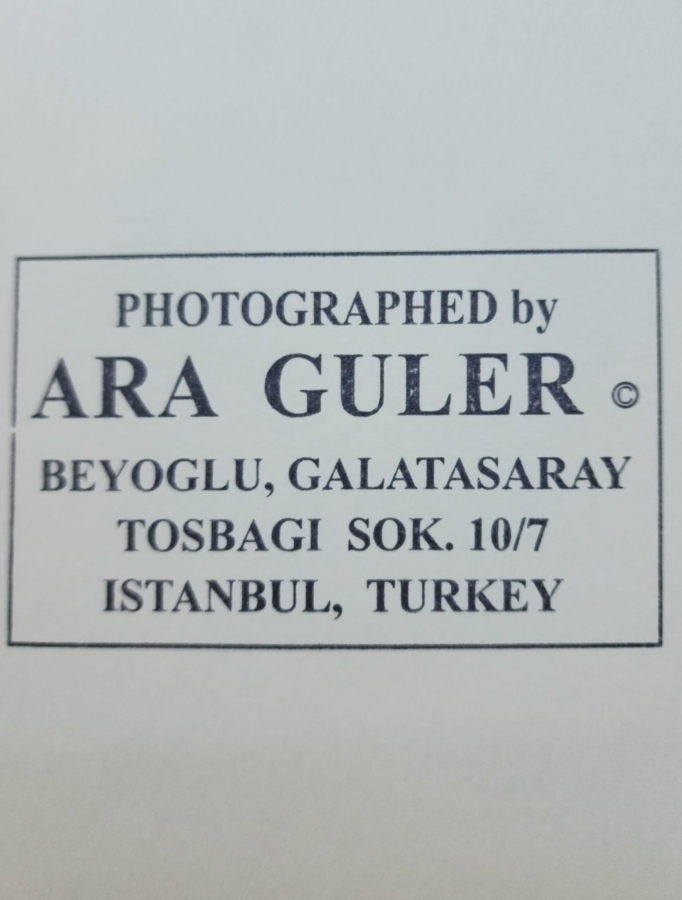 PHOTOGRAPHED by
ARA GULER ©
BEYOGLU, GALATASARAY
TOSBAGI SOK. 10/7
ISTANBUL, TURKEY